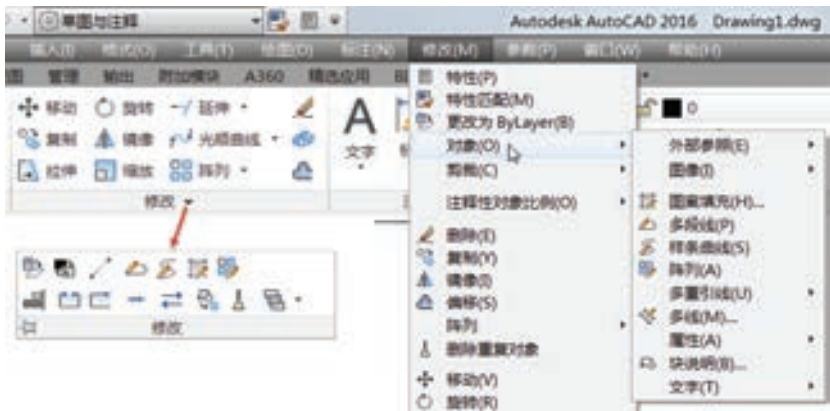 草图与注释
Autodesk AutoCAD 2016 Drawing1.dwg
输入(I) 格式(O) 工具(T) 绘图(D) 标注(N) 修改(M) 参数(P) 窗口(W) 帮助(H)
管理 输出 附加模块 A360 精选应用
移动 旋转 延伸
复制 镜像 光顺曲线
拉伸 缩放 阵列
修改
A
文字
修改
特性(P)
特性匹配(M)
更改为 ByLayer(B)
对象(O)
剪裁(C)
注释性对象比例(O)
删除(E)
复制(Y)
镜像(I)
偏移(S)
阵列
删除重复对象
移动(V)
旋转(R)
0
外部参照(E)
图像(I)
图案填充(H)...
多段线(P)
样条曲线(S)
阵列(A)
多重引线(U)
多线(M)...
属性(A)
块说明(B)...
文字(T)